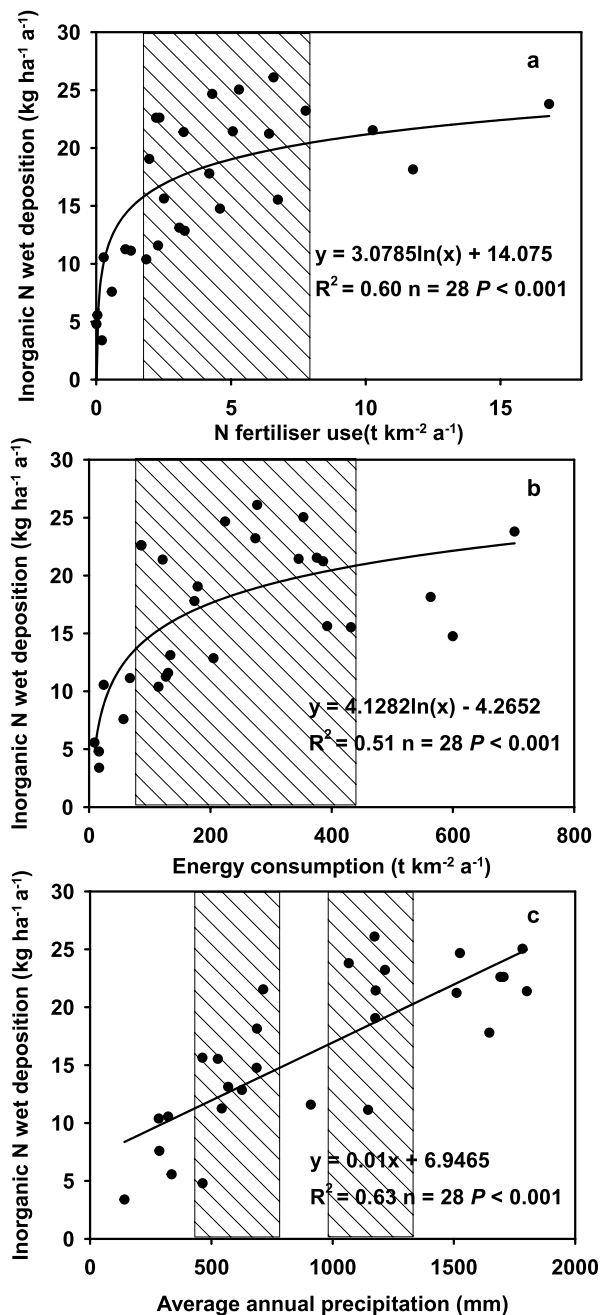 30
25
20
15
10
5
0
Inorganic N wet deposition (kg ha⁻¹ a⁻¹)
a
y = 3.0785ln(x) + 14.075
R² = 0.60 n = 28 P < 0.001
0 5 10 15
N fertiliser use(t km⁻² a⁻¹)
30
25
20
15
10
5
0
Inorganic N wet deposition (kg ha⁻¹ a⁻¹)
b
y = 4.1282ln(x) - 4.2652
R² = 0.51 n = 28 P < 0.001
0 200 400 600 800
Energy consumption (t km⁻² a⁻¹)
30
25
20
15
10
5
0
Inorganic N wet deposition (kg ha⁻¹ a⁻¹)
c
y = 0.01x + 6.9465
R² = 0.63 n = 28 P < 0.001
0 500 1000 1500 2000
Average annual precipitation (mm)